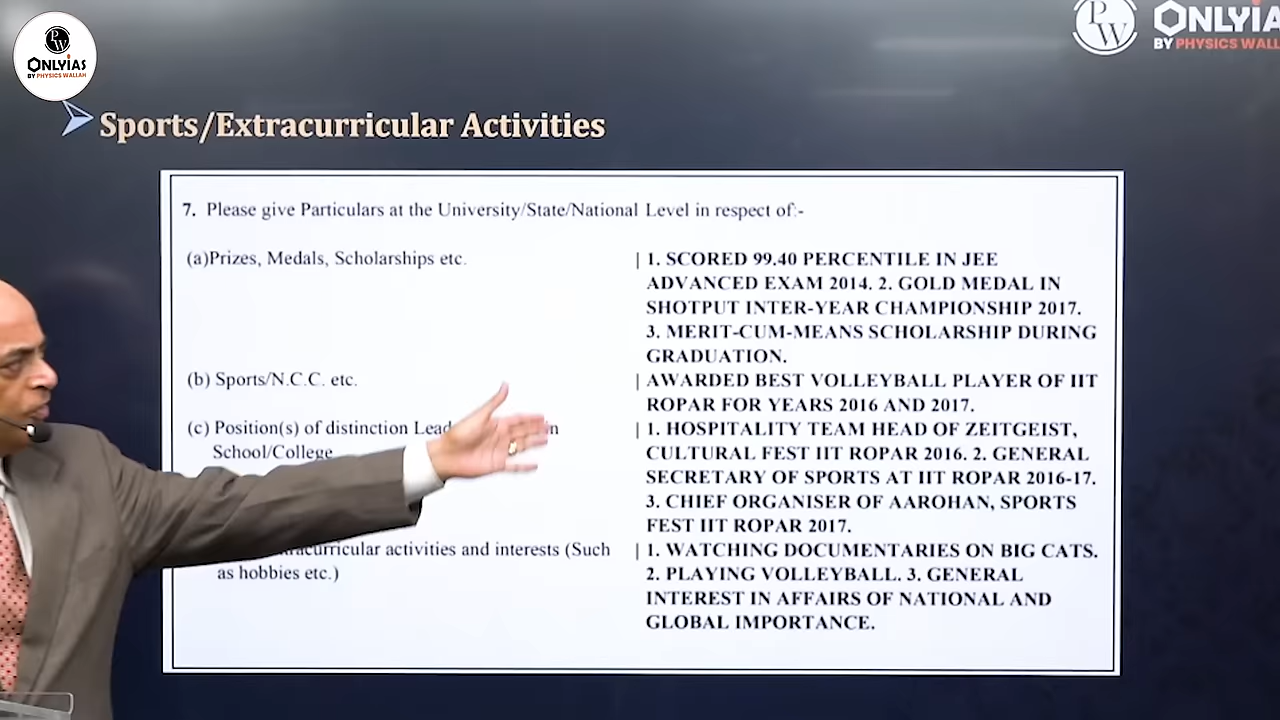 PW
ONLYIAS
BY PHYSICS WALLAH
PW
ONLYIA
BY PHYSICS WALL
Sports/Extracurricular Activities
7. Please give Particulars at the University/State/National Level in respect of:-
(a)Prizes, Medals, Scholarships etc.
| 1. SCORED 99.40 PERCENTILE IN JEE
ADVANCED EXAM 2014. 2. GOLD MEDAL IN
SHOTPUT INTER-YEAR CHAMPIONSHIP 2017.
3. MERIT-CUM-MEANS SCHOLARSHIP DURING
GRADUATION.
(b) Sports/N.C.C. etc.
| AWARDED BEST VOLLEYBALL PLAYER OF IIT
ROPAR FOR YEARS 2016 AND 2017.
(c) Position(s) of distinction
School/College
| 1. HOSPITALITY TEAM HEAD OF ZEITGEIST,
CULTURAL FEST IIT ROPAR 2016. 2. GENERAL
SECRETARY OF SPORTS AT IIT ROPAR 2016-17.
3. CHIEF ORGANISER OF AAROHAN, SPORTS
FEST IIT ROPAR 2017.
activities and interests (Such
as hobbies etc.)
| 1. WATCHING DOCUMENTARIES ON BIG CATS.
2. PLAYING VOLLEYBALL. 3. GENERAL
INTEREST IN AFFAIRS OF NATIONAL AND
GLOBAL IMPORTANCE.